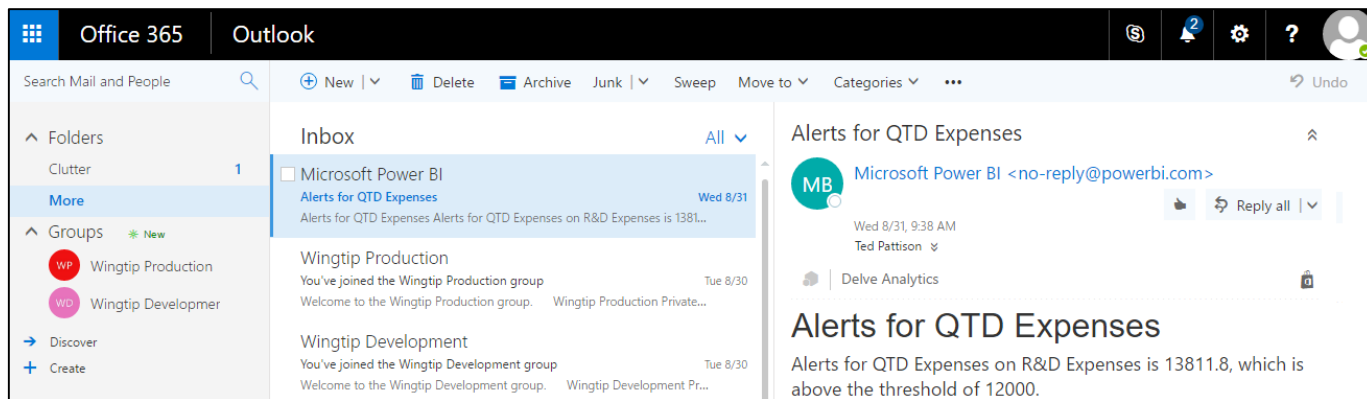 Office 365 Outlook 2 ?
Search Mail and People
New Delete Archive Junk Sweep Move to Categories ••• Undo
Folders
Clutter 1
More
Groups New
WP Wingtip Production
WD Wingtip Developmer
Discover
Create
Inbox All
Microsoft Power BI
Alerts for QTD Expenses Wed 8/31
Alerts for QTD Expenses Alerts for QTD Expenses on R&D Expenses is 1381...
Wingtip Production
You've joined the Wingtip Production group Tue 8/30
Welcome to the Wingtip Production group. Wingtip Production Private...
Wingtip Development
You've joined the Wingtip Development group Tue 8/30
Welcome to the Wingtip Development group. Wingtip Development Pr...
Alerts for QTD Expenses
MB Microsoft Power BI <no-reply@powerbi.com>
Reply all
Wed 8/31, 9:38 AM
Ted Pattison
Delve Analytics
Alerts for QTD Expenses
Alerts for QTD Expenses on R&D Expenses is 13811.8, which is
above the threshold of 12000.